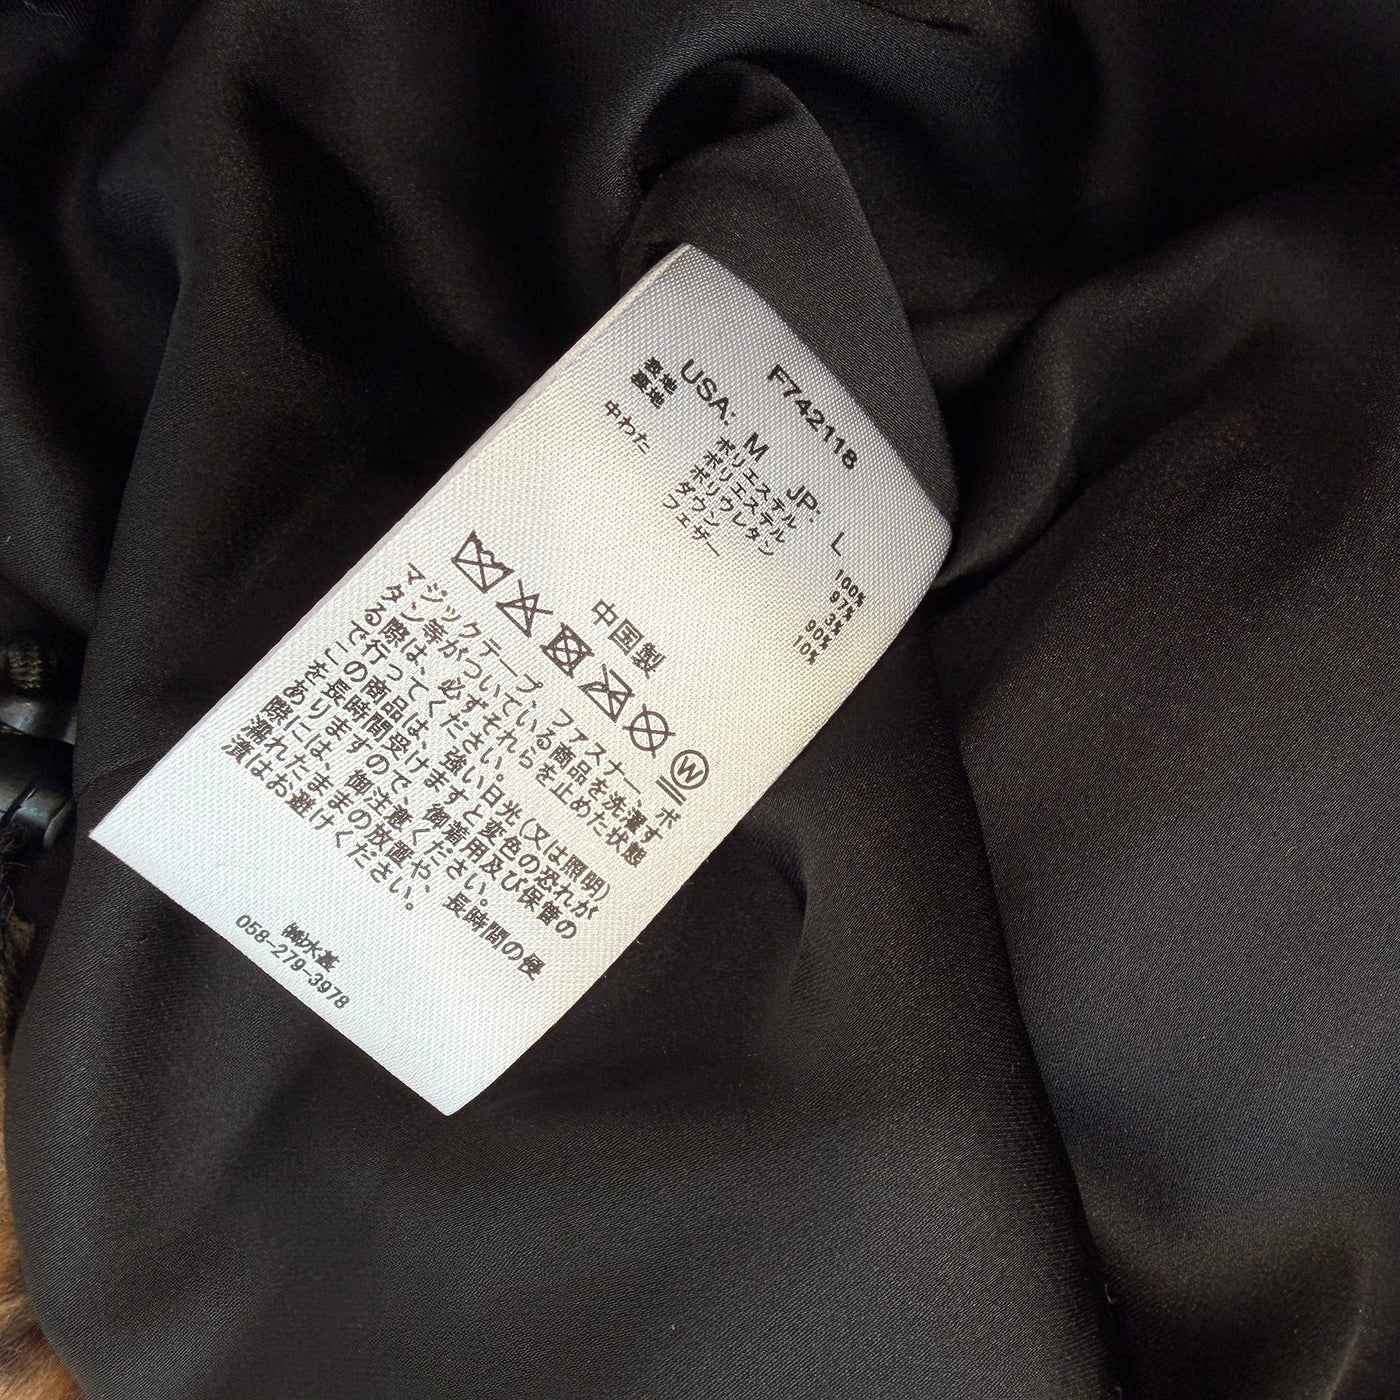 F742118
USA: M JP: L
表地 ポリエステル 100%
裏地 ポリエステル 97%
ポリウレタン 3%
中わた ダウン 90%
フェザー 10%
中国製
W
マジックテープ、ファスナー、ボ
タン等がついている商品を洗濯す
る際は、必ずそれらを止めた状態
で行ってください。
この商品は、強い日光(又は照明)
を長時間受けますと変色の恐れが
ありますので、御着用及び保管の
際には、御注意ください。
濡れたままの放置や、長時間の浸
漬はお避けください。
㈱水甚
058-279-3978